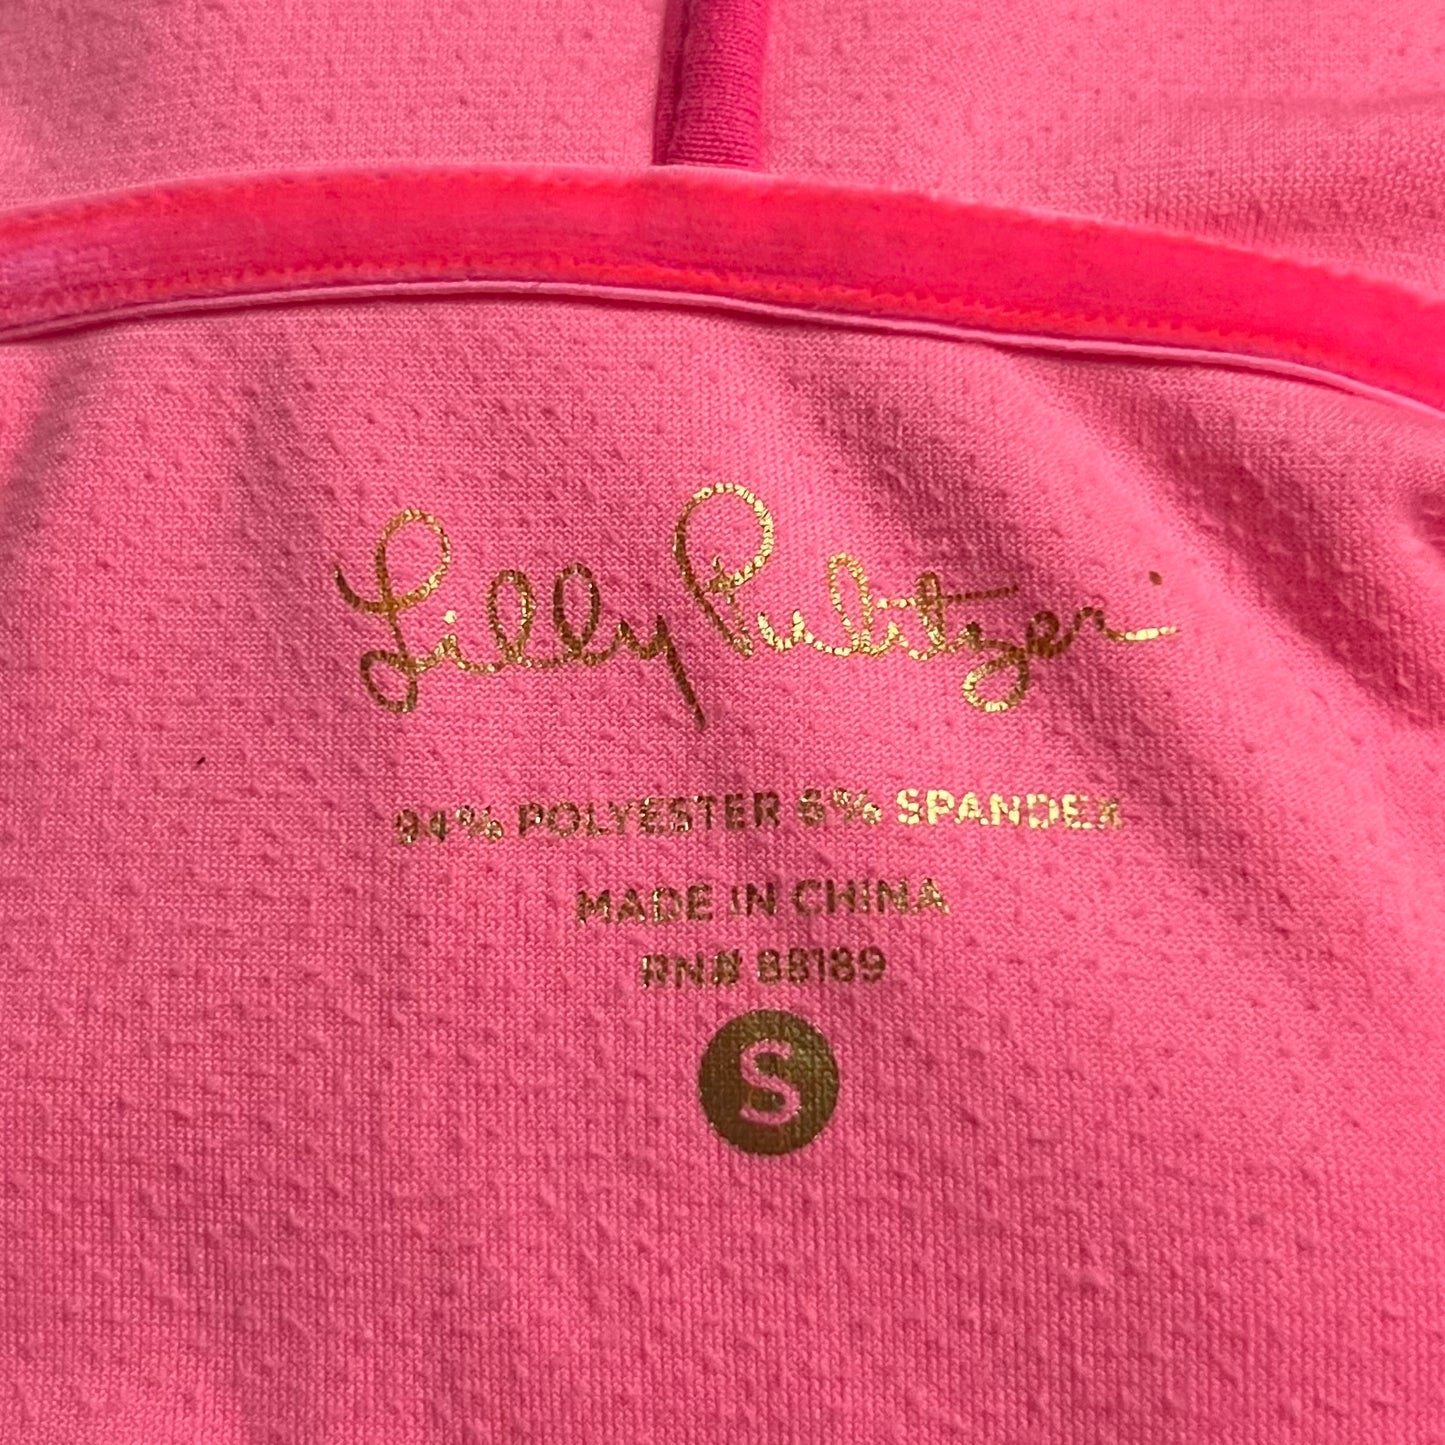 Lilly Pulitzer
94% POLYESTER 6% SPANDEX
MADE IN CHINA
RN# 88189
S